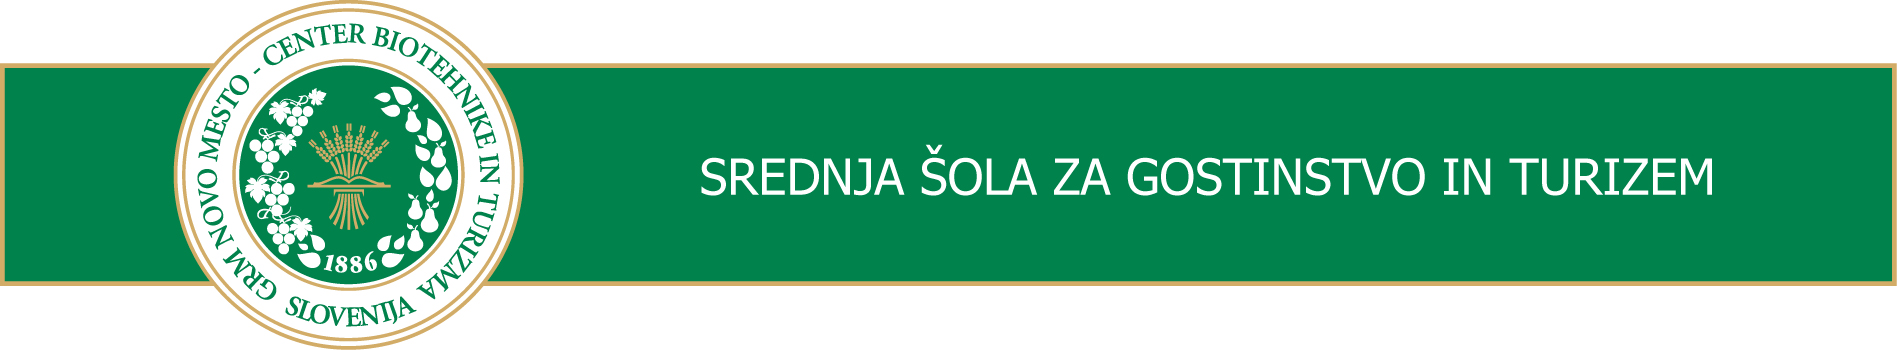 GRM NOVO MESTO - CENTER BIOTEHNIKE IN TURIZMA
SLOVENIJA
1886
SREDNJA ŠOLA ZA GOSTINSTVO IN TURIZEM